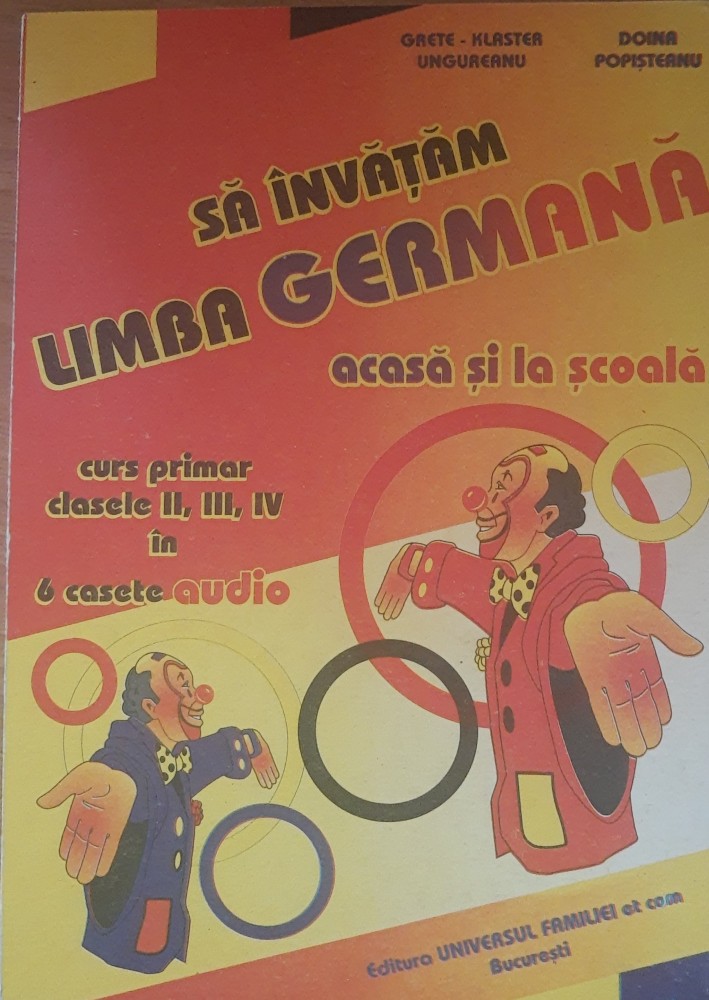 GRETE - KLASTER
UNGUREANU
DOINA
POPIȘTEANU
SĂ ÎNVĂȚĂM
LIMBA GERMANĂ
acasă și la școală
curs primar
clasele II, III, IV
în
6 casete audio
Editura UNIVERSUL FAMILIEI et com
București